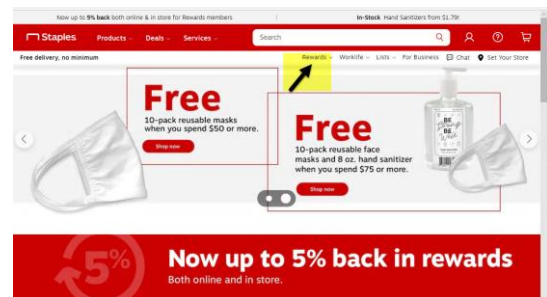 Now up to 5% back both online & in store for Rewards members
In-Stock Hand Sanitizers from $1.79!
Staples Products Deals Services Search
Free delivery, no minimum
Rewards Worklife Lists For Business Chat Set Your Store
Free
10-pack reusable masks
when you spend $50 or more.
Shop now
Free
10-pack reusable face
masks and 8 oz. hand sanitizer
when you spend $75 or more.
Shop now
BE
Strong
BE
Well
5%
Now up to 5% back in rewards
Both online and in store.